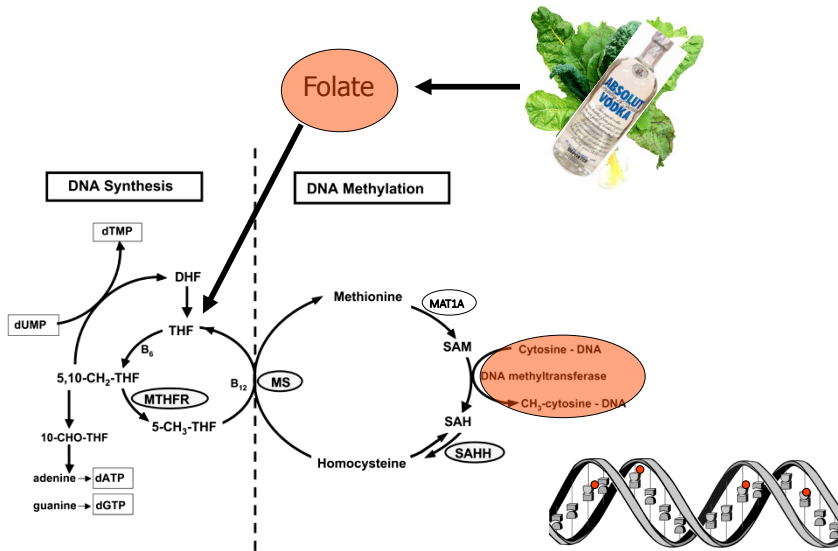 Folate
ABSOLUT
VODKA
DNA Synthesis
DNA Methylation
dTMP
DHF
dUMP
THF
B6
5,10-CH2-THF
MTHFR
5-CH3-THF
B12
MS
10-CHO-THF
adenine
dATP
guanine
dGTP
Methionine
MAT1A
SAM
Cytosine - DNA
DNA methyltransferase
CH3-cytosine - DNA
SAH
SAHH
Homocysteine